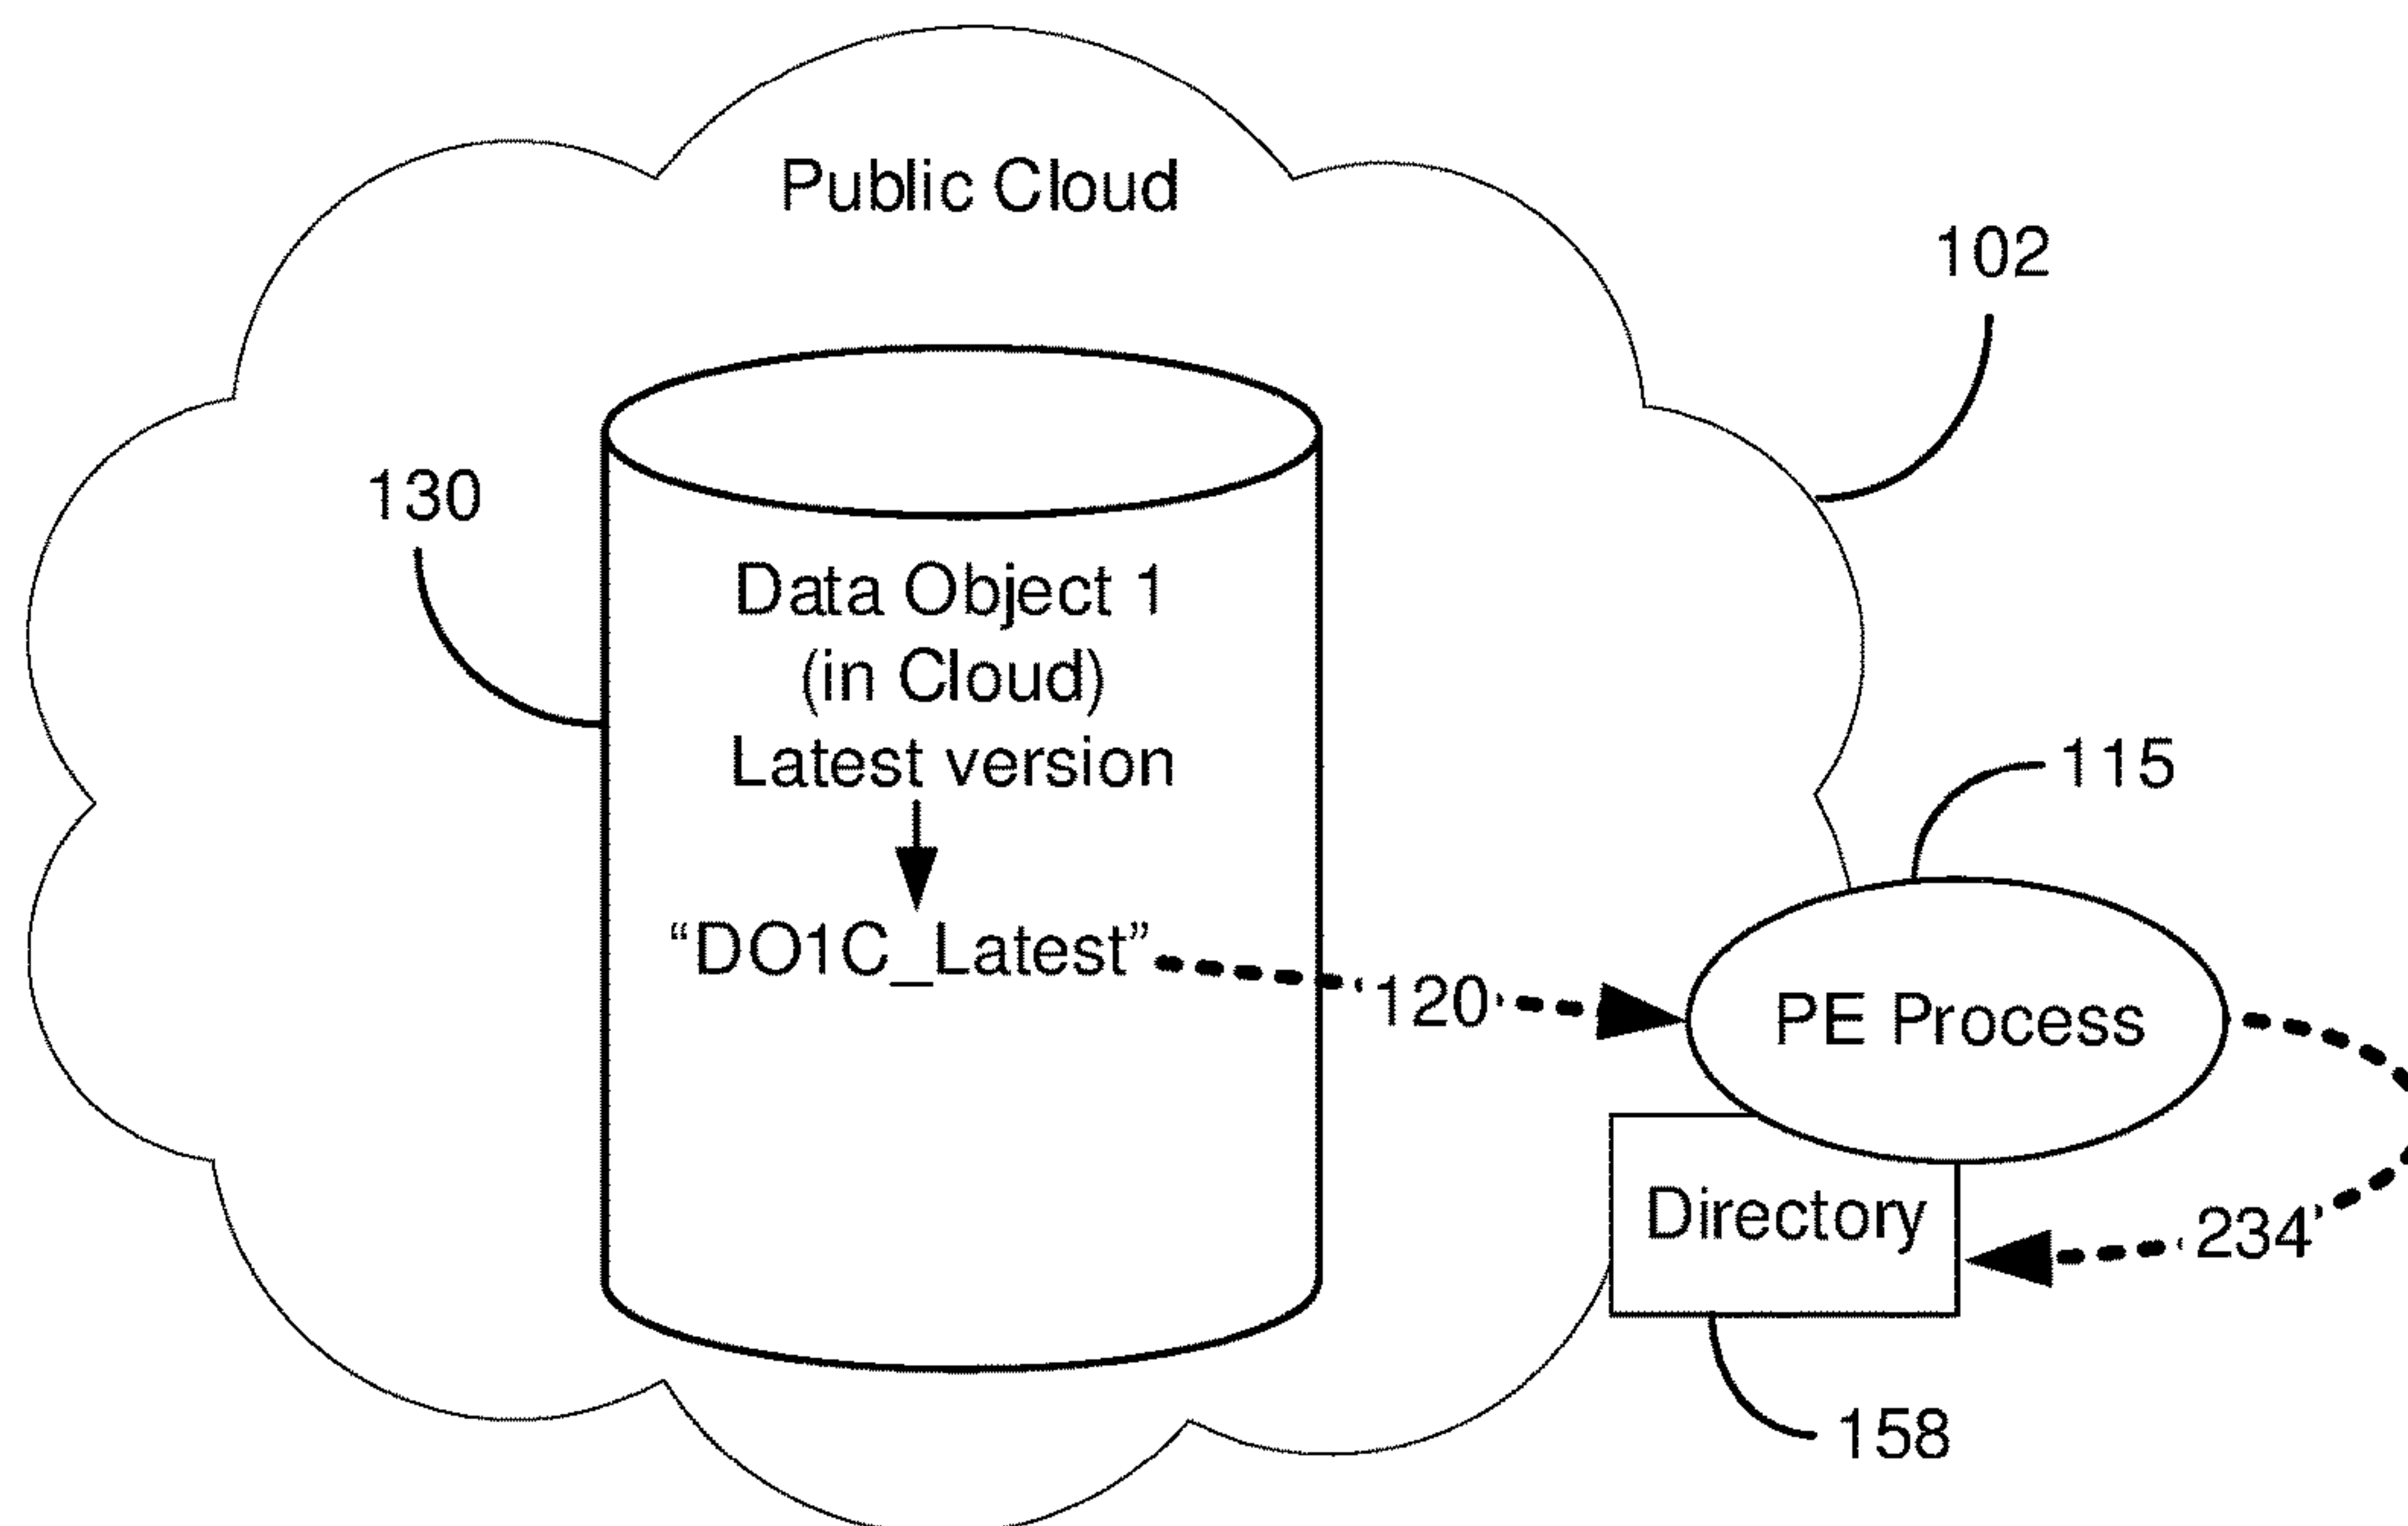 Public Cloud
102
130
Data Object 1
(in Cloud)
Latest version
115
“DO1C_Latest”
120
PE Process
Directory
234
158